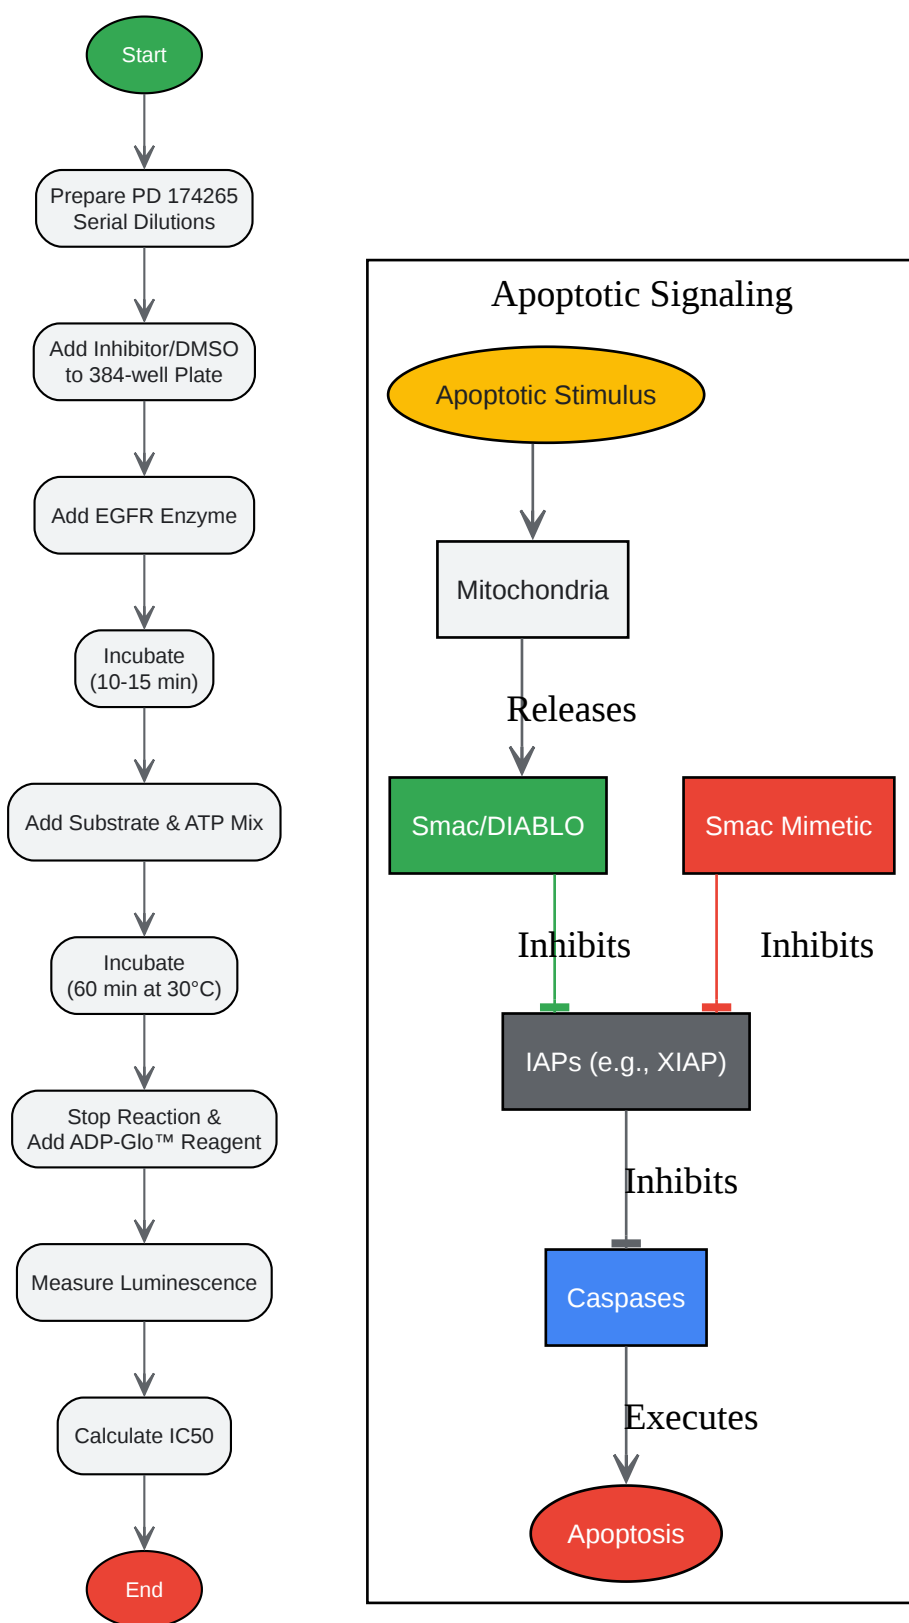 Start
Prepare PD 174265
Serial Dilutions
Add Inhibitor/DMSO
to 384-well Plate
Add EGFR Enzyme
Incubate
(10-15 min)
Add Substrate & ATP Mix
Incubate
(60 min at 30°C)
Stop Reaction &
Add ADP-Glo™ Reagent
Measure Luminescence
Calculate IC50
End
Apoptotic Signaling
Apoptotic Stimulus
Mitochondria
Releases
Smac/DIABLO
Smac Mimetic
Inhibits
Inhibits
IAPs (e.g., XIAP)
Inhibits
Caspases
Executes
Apoptosis